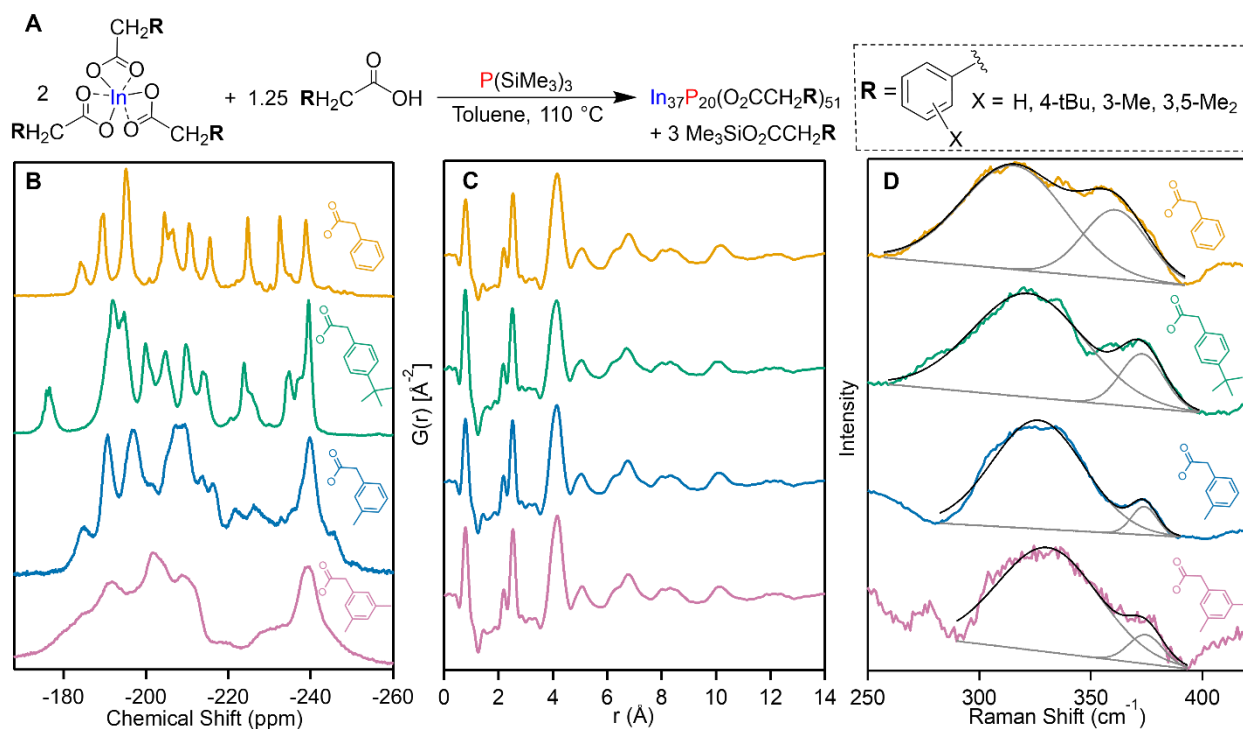 A
2
CH₂R
O O
In
O O
RH₂C O O CH₂R
+ 1.25 RH₂C O OH
P(SiMe₃)₃
Toluene, 110 °C
In₃₇P₂₀(O₂CCH₂R)₅₁
+ 3 Me₃SiO₂CCH₂R
R =
X
X = H, 4-tBu, 3-Me, 3,5-Me₂
B
O
O
O
O
O
O
O
O
-180 -200 -220 -240 -260
Chemical Shift (ppm)
C
G(r) [Å⁻²]
0 2 4 6 8 10 12 14
r (Å)
D
O
O
O
O
O
O
O
O
Intensity
250 300 350 400
Raman Shift (cm⁻¹)